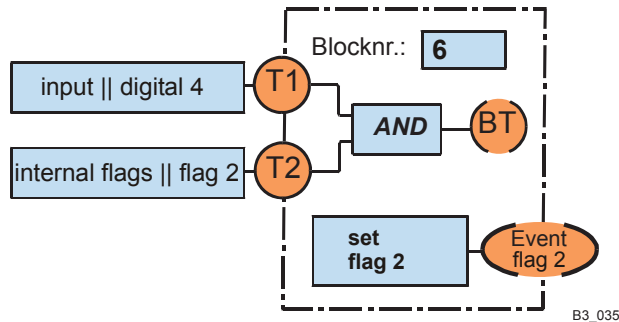 Blocknr.: 6
input || digital 4
T1
AND
BT
internal flags || flag 2
T2
set
flag 2
Event
flag 2
B3_035